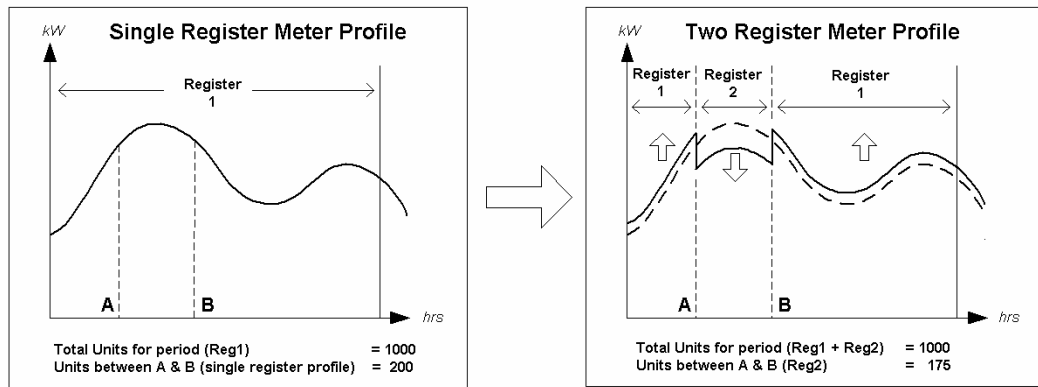 Single Register Meter Profile
kW
Register
1
A
B
hrs
Total Units for period (Reg1) = 1000
Units between A & B (single register profile) = 200
Two Register Meter Profile
kW
Register
1
Register
2
Register
1
A
B
hrs
Total Units for period (Reg1 + Reg2) = 1000
Units between A & B (Reg2) = 175